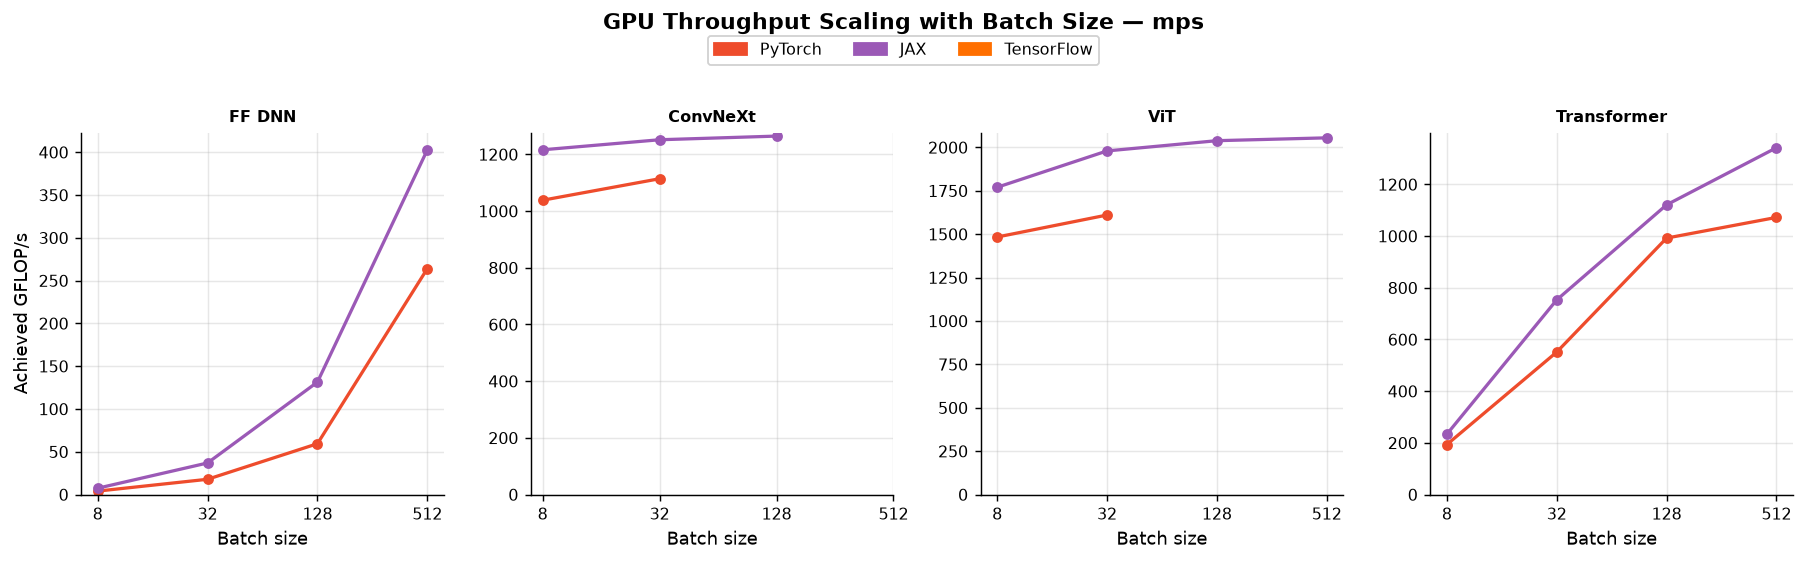 GPU Throughput Scaling with Batch Size — mps
PyTorch JAX TensorFlow
FF DNN
Achieved GFLOP/s
400
350
300
250
200
150
100
50
0
8 32 128 512
Batch size
ConvNeXt
1200
1000
800
600
400
200
0
8 32 128 512
Batch size
ViT
2000
1750
1500
1250
1000
750
500
250
0
8 32 128 512
Batch size
Transformer
1200
1000
800
600
400
200
0
8 32 128 512
Batch size